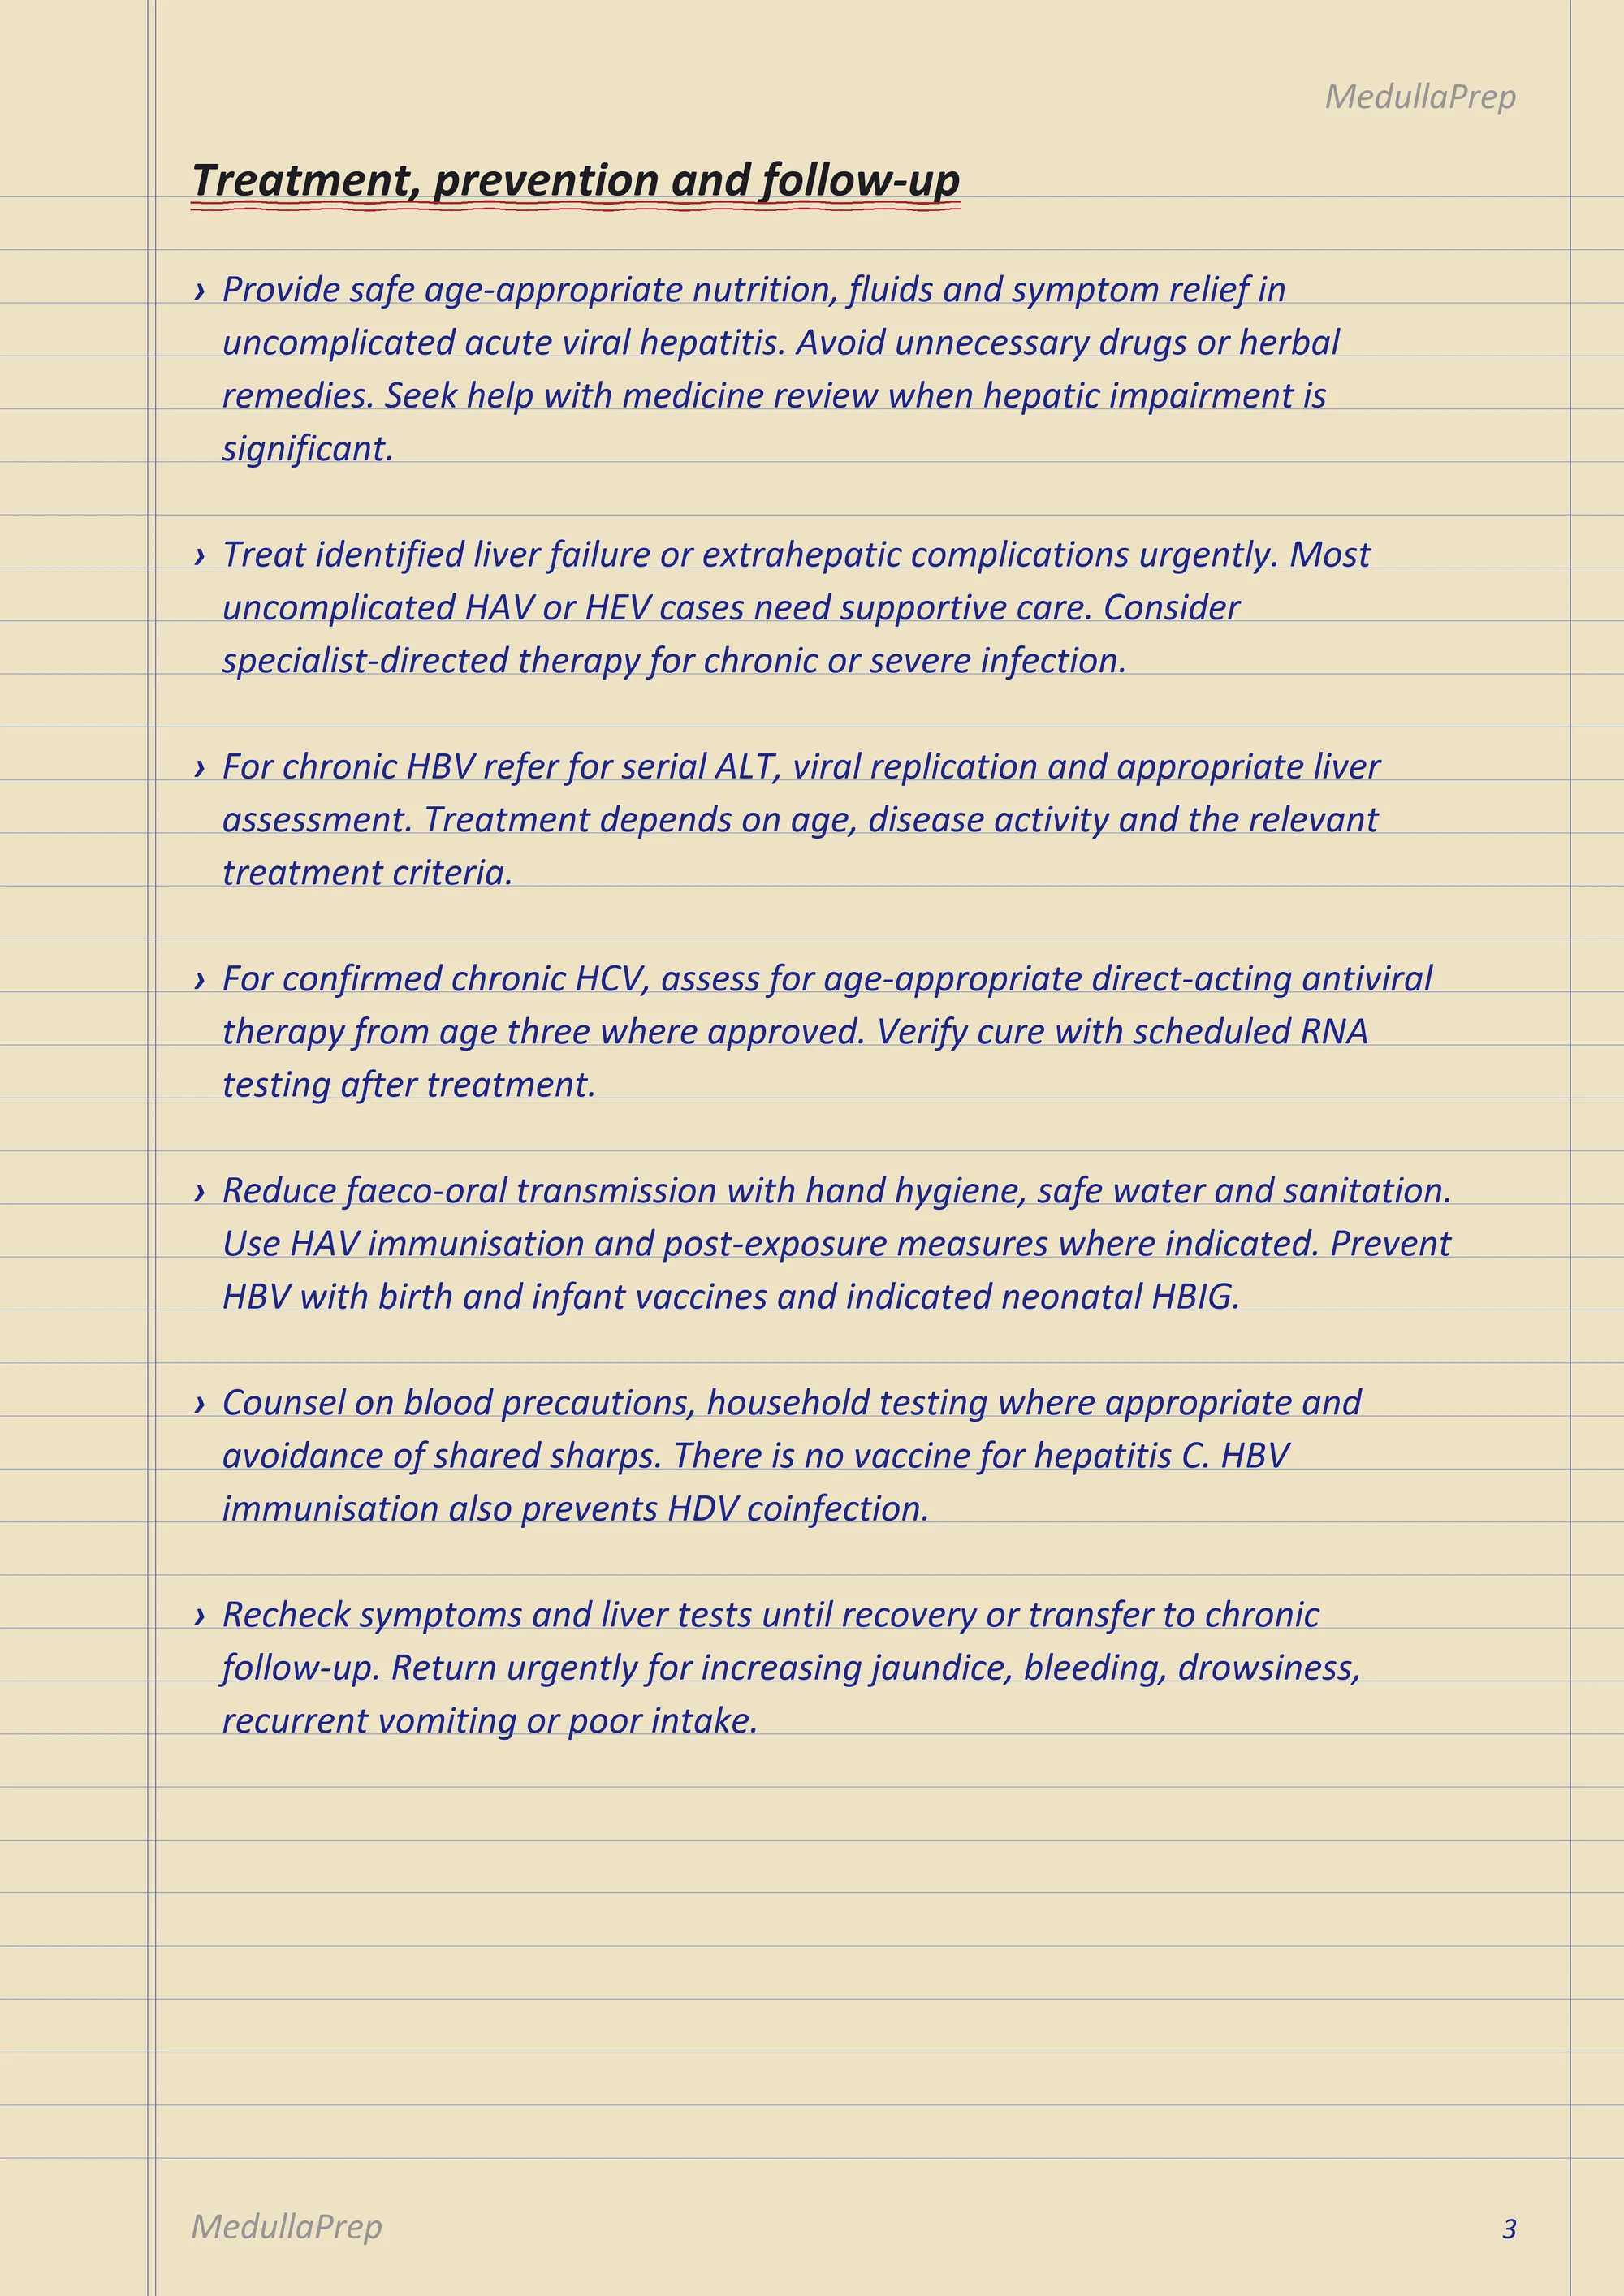 MedullaPrep
Treatment, prevention and follow-up
› Provide safe age-appropriate nutrition, fluids and symptom relief in
uncomplicated acute viral hepatitis. Avoid unnecessary drugs or herbal
remedies. Seek help with medicine review when hepatic impairment is
significant.
› Treat identified liver failure or extrahepatic complications urgently. Most
uncomplicated HAV or HEV cases need supportive care. Consider
specialist-directed therapy for chronic or severe infection.
› For chronic HBV refer for serial ALT, viral replication and appropriate liver
assessment. Treatment depends on age, disease activity and the relevant
treatment criteria.
› For confirmed chronic HCV, assess for age-appropriate direct-acting antiviral
therapy from age three where approved. Verify cure with scheduled RNA
testing after treatment.
› Reduce faeco-oral transmission with hand hygiene, safe water and sanitation.
Use HAV immunisation and post-exposure measures where indicated. Prevent
HBV with birth and infant vaccines and indicated neonatal HBIG.
› Counsel on blood precautions, household testing where appropriate and
avoidance of shared sharps. There is no vaccine for hepatitis C. HBV
immunisation also prevents HDV coinfection.
› Recheck symptoms and liver tests until recovery or transfer to chronic
follow-up. Return urgently for increasing jaundice, bleeding, drowsiness,
recurrent vomiting or poor intake.
MedullaPrep
3